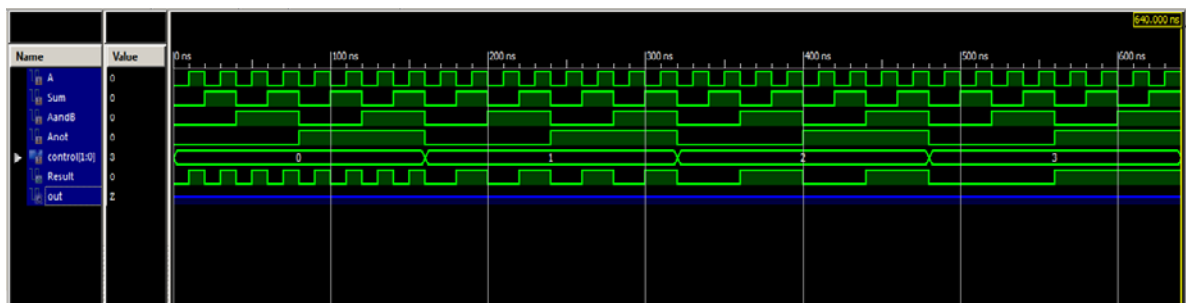 640.000 ns
Name Value
0 ns 100 ns 200 ns 300 ns 400 ns 500 ns 600 ns
A 0
Sum 0
AandB 0
Anot 0
control[1:0] 3 0 1 2 3
Result 0
out Z